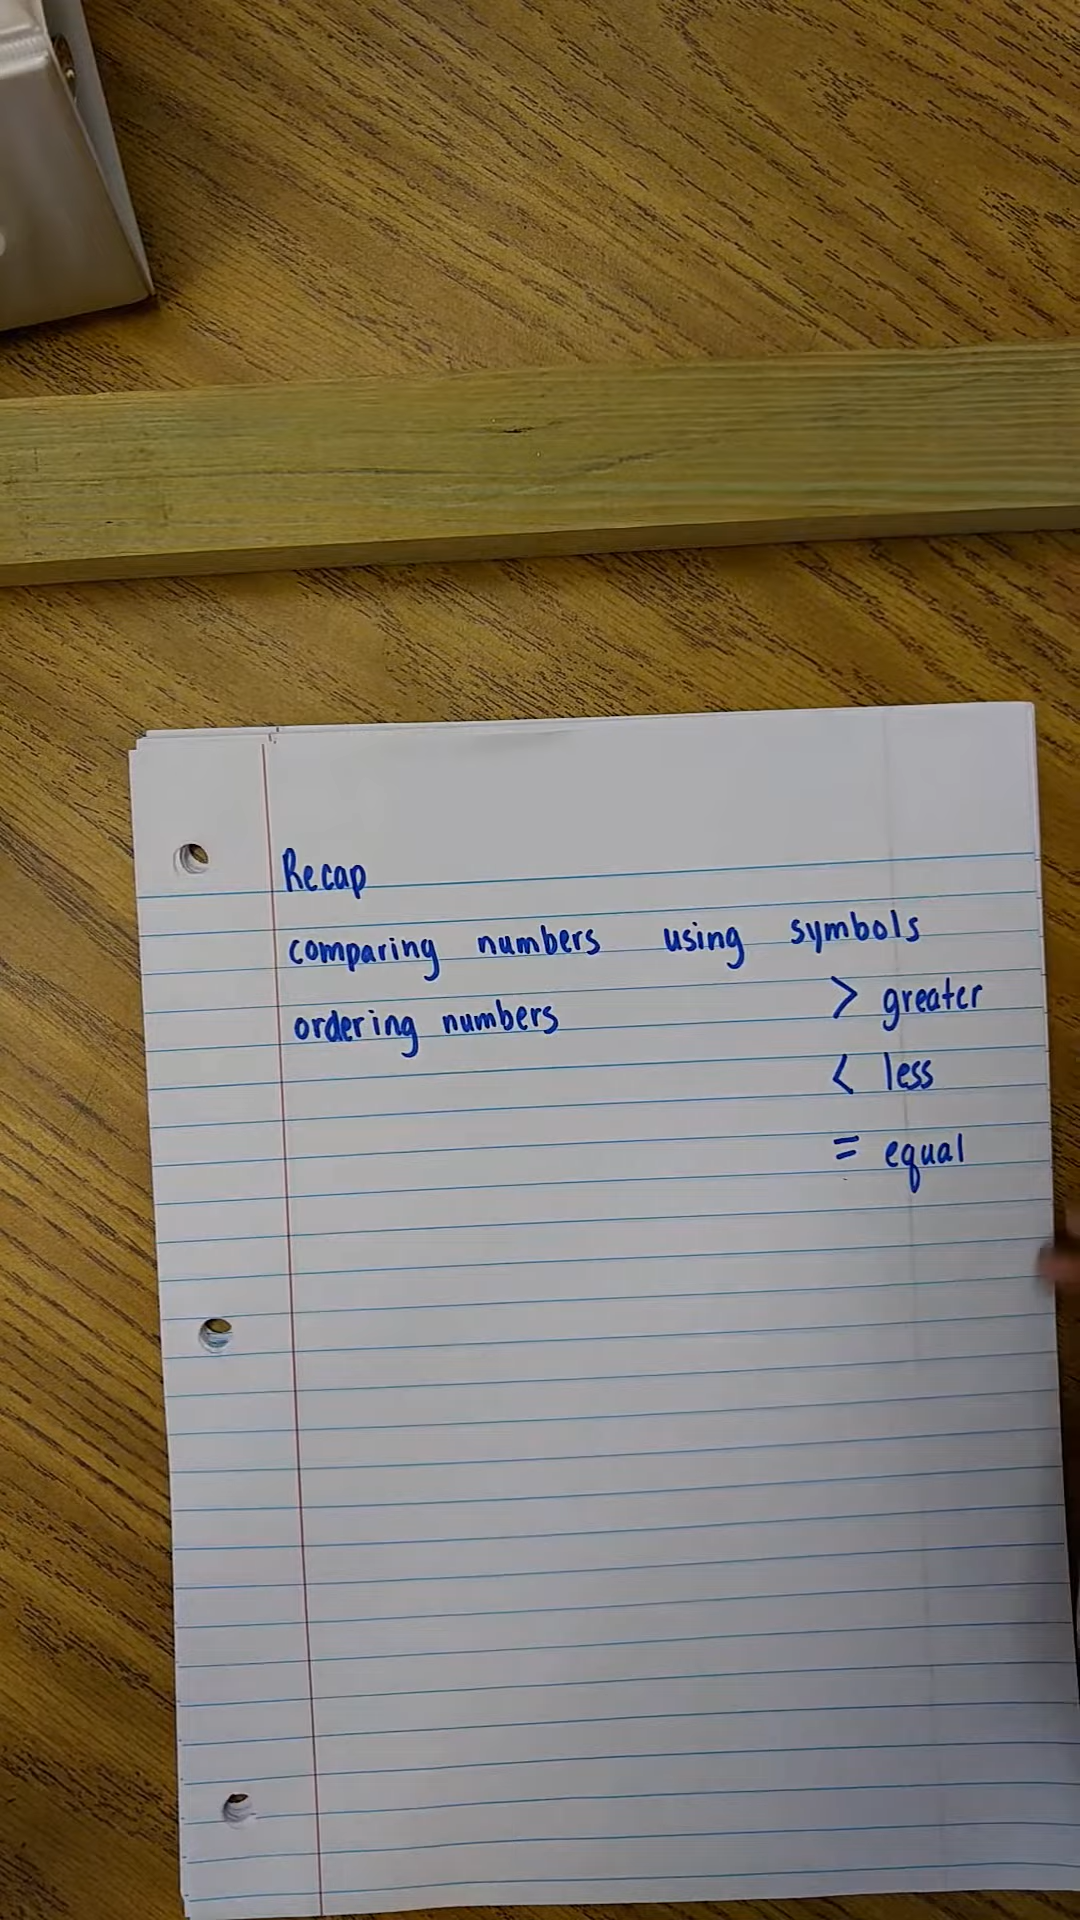 Recap
comparing numbers using symbols
ordering numbers
> greater
< less
= equal